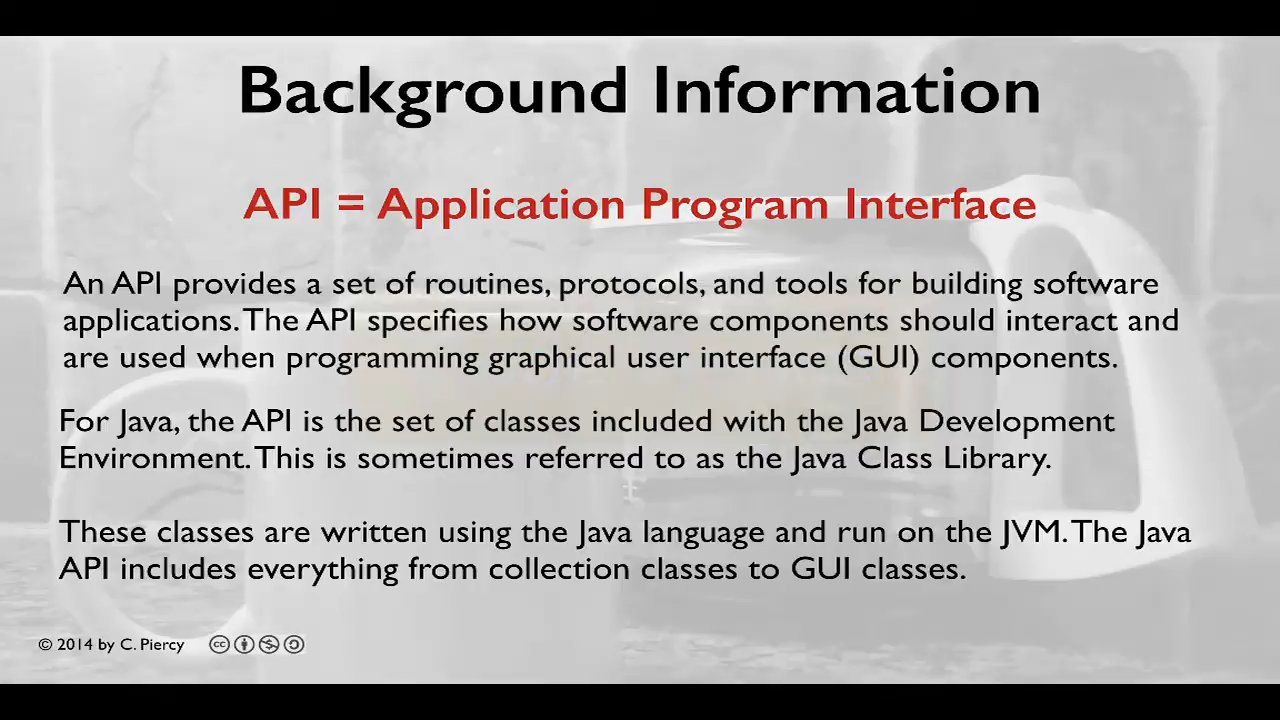 Background Information
API = Application Program Interface
An API provides a set of routines, protocols, and tools for building software
applications. The API specifies how software components should interact and
are used when programming graphical user interface (GUI) components.
For Java, the API is the set of classes included with the Java Development
Environment. This is sometimes referred to as the Java Class Library.
These classes are written using the Java language and run on the JVM. The Java
API includes everything from collection classes to GUI classes.
© 2014 by C. Piercy